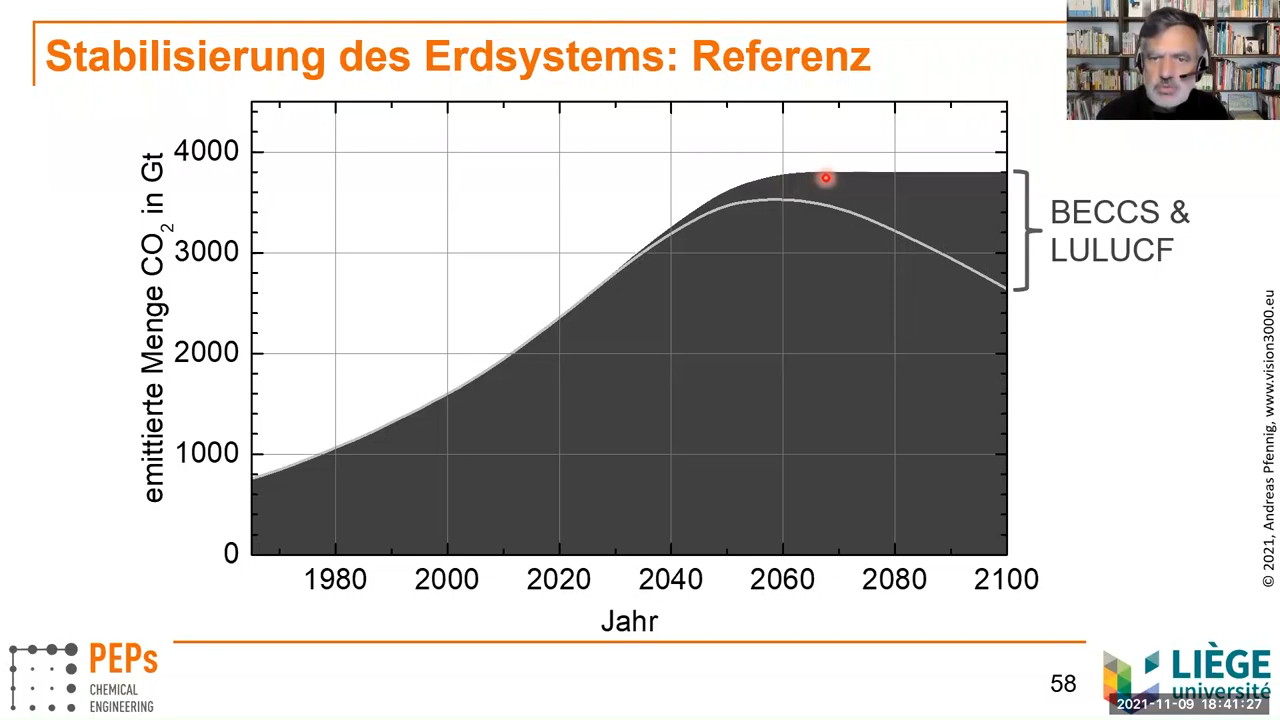 Stabilisierung des Erdsystems: Referenz
emittierte Menge CO₂ in Gt
4000
3000
2000
1000
0
1980 2000 2020 2040 2060 2080 2100
Jahr
BECCS &
LULUCF
© 2021, Andreas Pfennig, www.vision3000.eu
PEPs
CHEMICAL
ENGINEERING
58
LIÈGE
université
2021-11-09 18:41:27